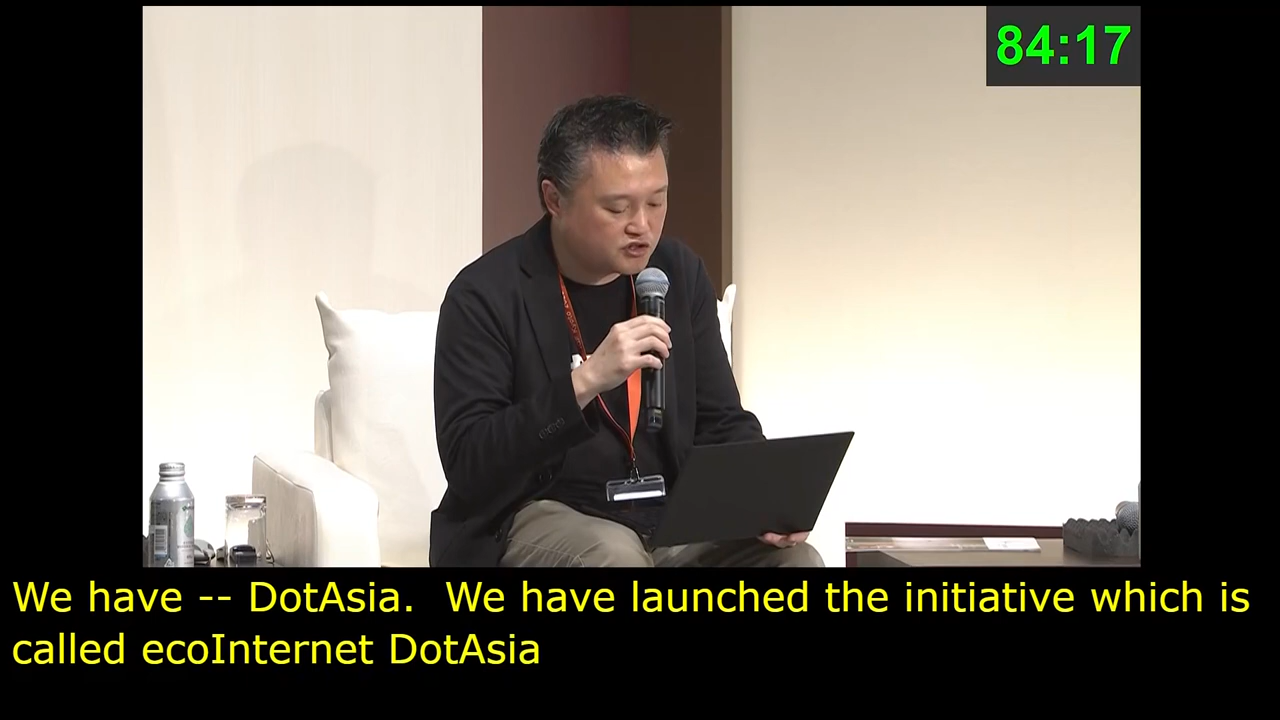 84:17
We have -- DotAsia.  We have launched the initiative which is
called ecoInternet DotAsia